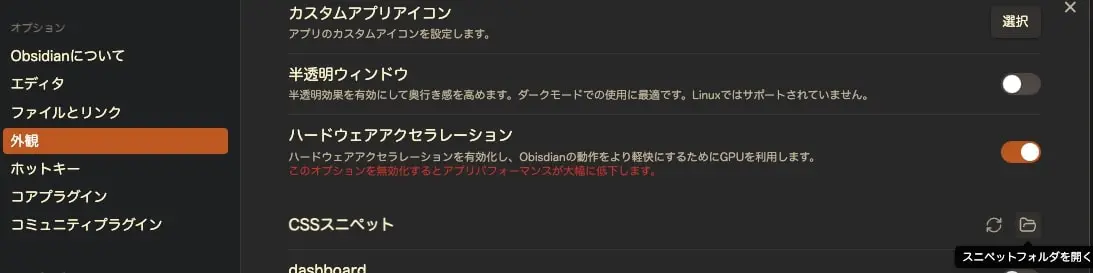 オプション
Obsidianについて
エディタ
ファイルとリンク
外観
ホットキー
コアプラグイン
コミュニティプラグイン
カスタムアプリアイコン
アプリのカスタムアイコンを設定します。
選択
半透明ウィンドウ
半透明効果を有効にして奥行き感を高めます。ダークモードでの使用に最適です。Linuxではサポートされていません。
ハードウェアアクセラレーション
ハードウェアアクセラレーションを有効化し、Obisdianの動作をより軽快にするためにGPUを利用します。
このオプションを無効化するとアプリパフォーマンスが大幅に低下します。
CSSスニペット
スニペットフォルダを開く
dashboard